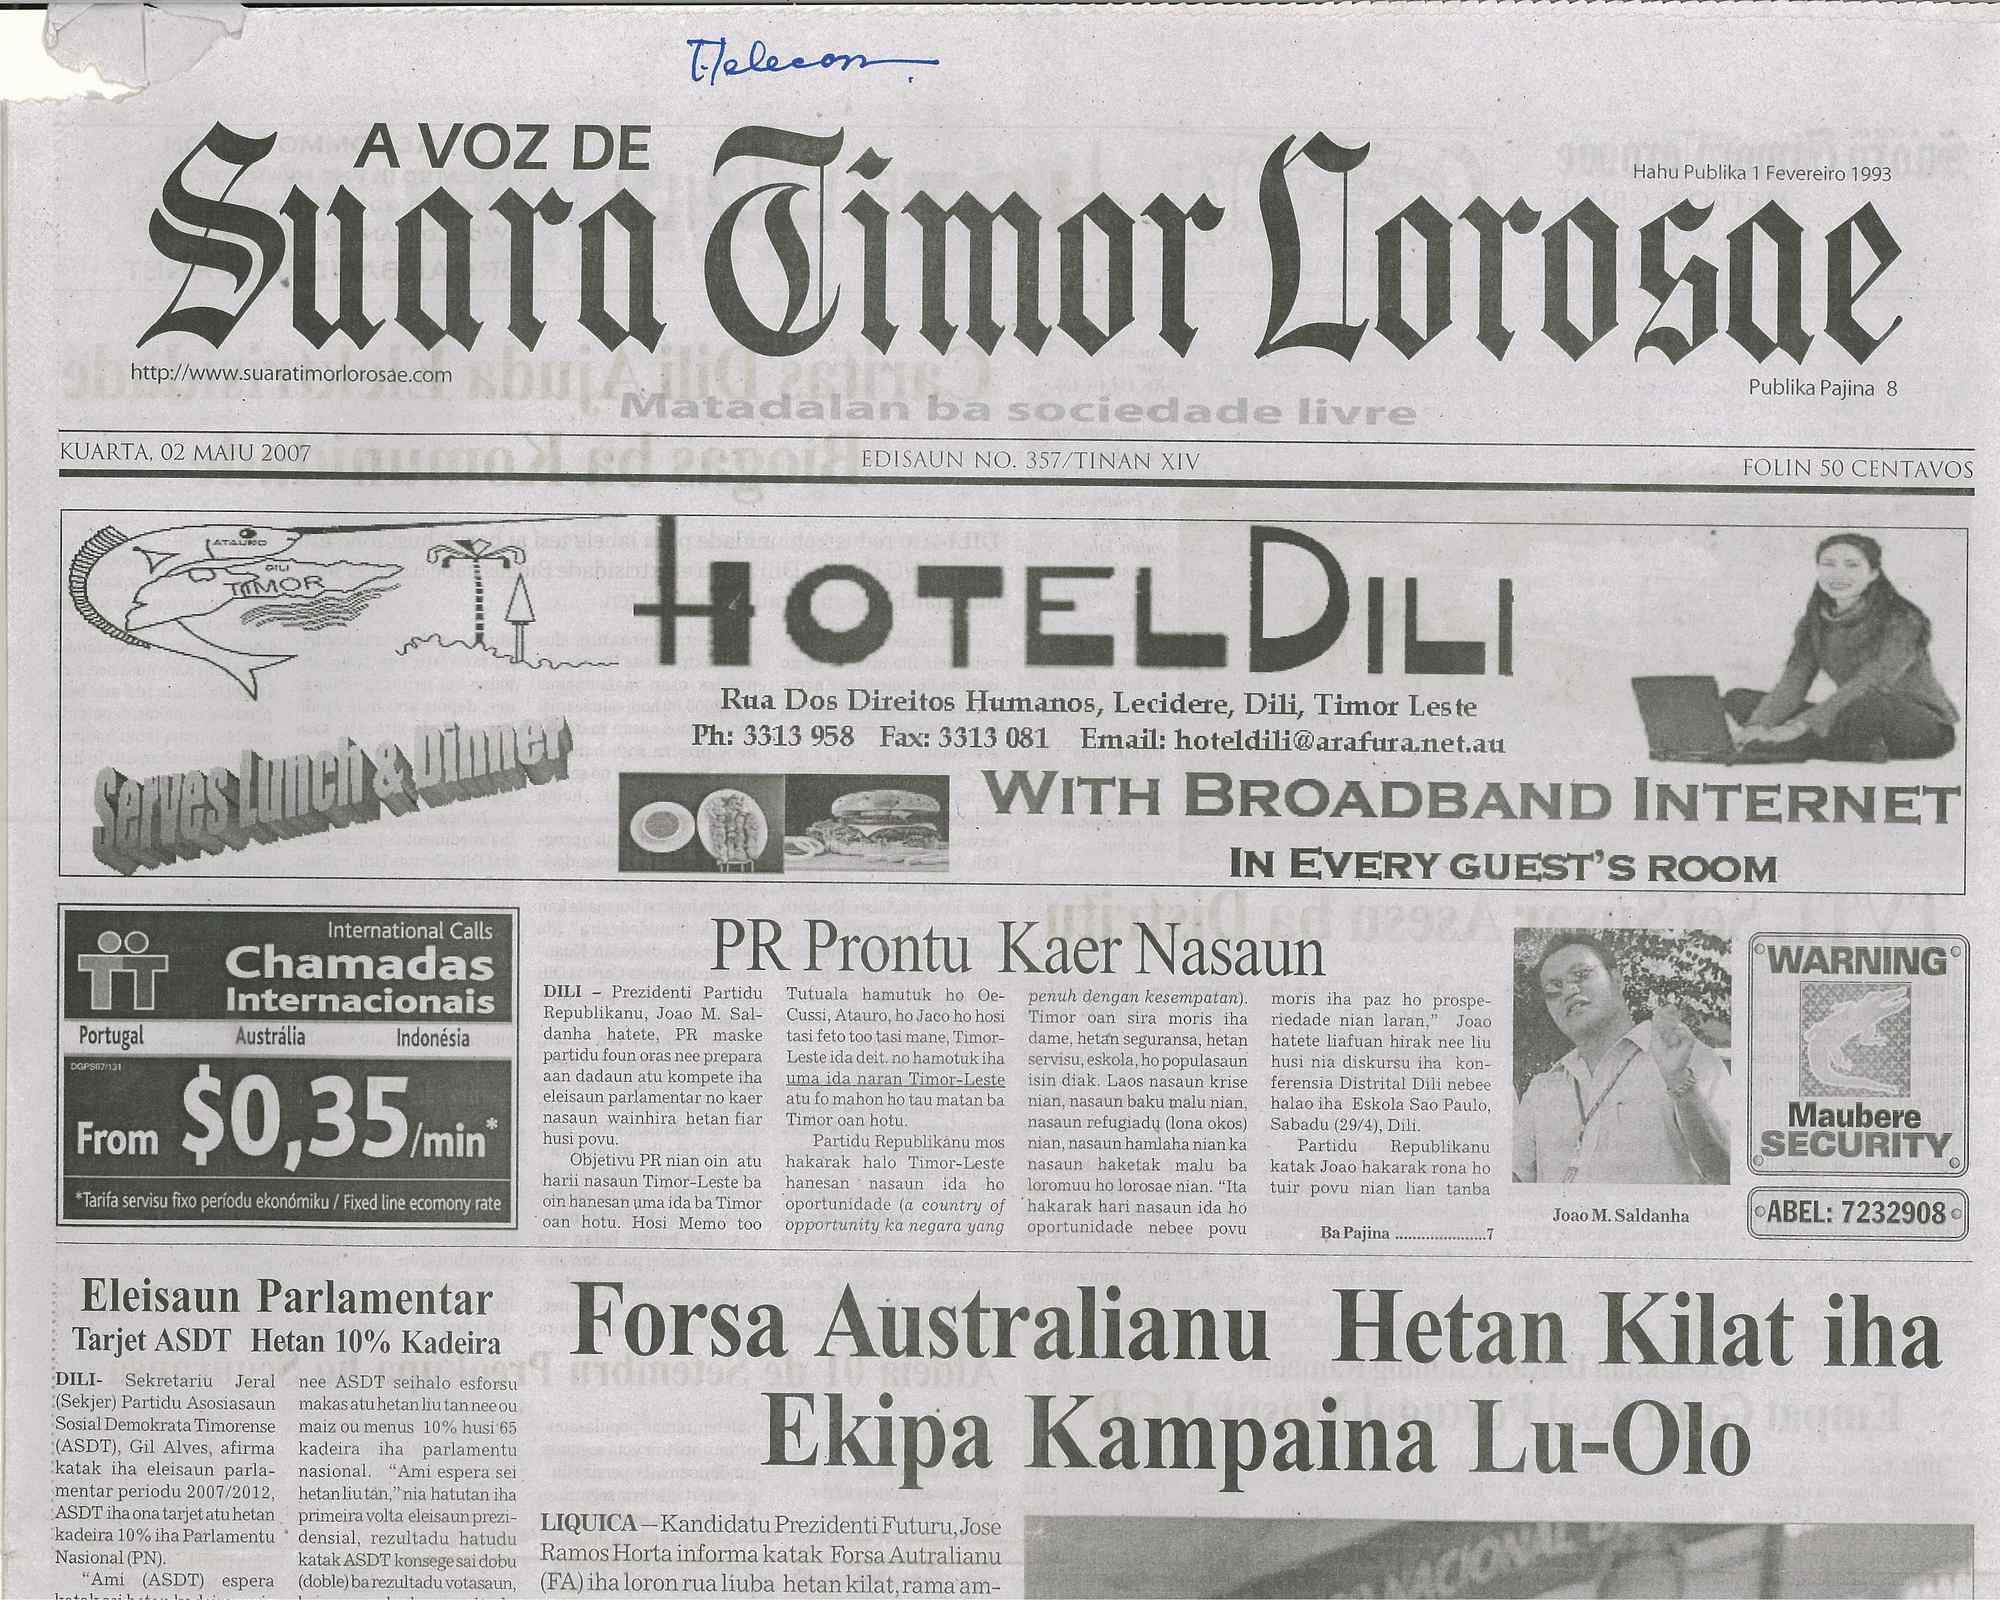 T-Telecom.
A VOZ DE
Suara Timor Lorosae
Hahu Publika 1 Fevereiro 1993
http://www.suaratimorlorosae.com
Publika Pajina 8
Matadalan ba sociedade livre
KUARTA, 02 MAIU 2007
EDISAUN NO. 357/TINAN XIV
FOLIN 50 CENTAVOS
ATAURO
DILI
TIMOR
HOTEL DILI
Rua Dos Direitos Humanos, Lecidere, Dili, Timor Leste
Ph: 3313 958 Fax: 3313 081 Email: hoteldili@arafura.net.au
Serves Lunch & Dinner
WITH BROADBAND INTERNET
IN EVERY GUEST'S ROOM
International Calls
Chamadas
Internacionais
Portugal Austrália Indonésia
DGPS07/131
From $0,35/min*
*Tarifa servisu fixo períodu ekonómiku / Fixed line ecomony rate
PR Prontu Kaer Nasaun
DILI – Prezidenti Partidu
Republikanu, Joao M. Sal-
danha hatete, PR maske
partidu foun oras nee prepara
aan dadaun atu kompete iha
eleisaun parlamentar no kaer
nasaun wainhira hetan fiar
husi povu.
Objetivu PR nian oin atu
harii nasaun Timor-Leste ba
oin hanesan uma ida ba Timor
oan hotu. Hosi Memo too
Tutuala hamutuk ho Oe-
Cussi, Atauro, ho Jaco ho hosi
tasi feto too tasi mane, Timor-
Leste ida deit. no hamotuk iha
uma ida naran Timor-Leste
atu fo mahon ho tau matan ba
Timor oan hotu.
Partidu Republikanu mos
hakarak halo Timor-Leste
hanesan nasaun ida ho
oportunidade (a country of
opportunity ka negara yang
penuh dengan kesempatan).
Timor oan sira moris iha
dame, hetan seguransa, hetan
servisu, eskola, ho populasaun
isin diak. Laos nasaun krise
nian, nasaun baku malu nian,
nasaun refugiadu (lona okos)
nian, nasaun hamlaha nian ka
nasaun haketak malu ba
loromuu ho lorosae nian. “Ita
hakarak hari nasaun ida ho
oportunidade nebee povu
moris iha paz ho prospe-
riedade nian laran,” Joao
hatete liafuan hirak nee liu
husi nia diskursu iha kon-
ferensia Distrital Dili nebee
halao iha Eskola Sao Paulo,
Sabadu (29/4), Dili.
Partidu Republikanu
katak Joao hakarak rona ho
tuir povu nian lian tanba
Ba Pajina ......................7
Joao M. Saldanha
WARNING
Maubere
SECURITY
ABEL: 7232908
Eleisaun Parlamentar
Tarjet ASDT Hetan 10% Kadeira
DILI- Sekretariu Jeral
(Sekjer) Partidu Asosiasaun
Sosial Demokrata Timorense
(ASDT), Gil Alves, afirma
katak iha eleisaun parla-
mentar periodu 2007/2012,
ASDT iha ona tarjet atu hetan
kadeira 10% iha Parlamentu
Nasional (PN).
“Ami (ASDT) espera
nee ASDT seihalo esforsu
makas atu hetan liu tan nee ou
maiz ou menus 10% husi 65
kadeira iha parlamentu
nasional. “Ami espera sei
hetan liu tan,” nia hatutan iha
primeira volta eleisaun prezi-
densial, rezultadu hatudu
katak ASDT konsege sai dobu
(doble) ba rezultadu votasaun,
Forsa Australianu Hetan Kilat iha
Ekipa Kampaina Lu-Olo
LIQUICA – Kandidatu Prezidenti Futuru, Jose
Ramos Horta informa katak Forsa Autralianu
(FA) iha loron rua liuba hetan kilat, rama am-
NACIONAL